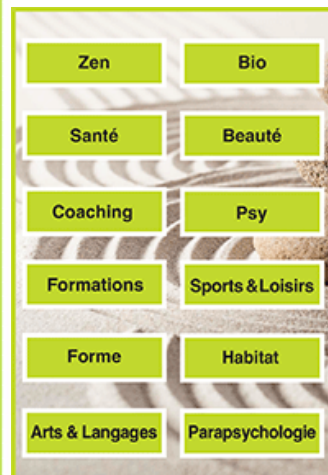 Zen
Bio
Santé
Beauté
Coaching
Psy
Formations
Sports & Loisirs
Forme
Habitat
Arts & Langages
Parapsychologie